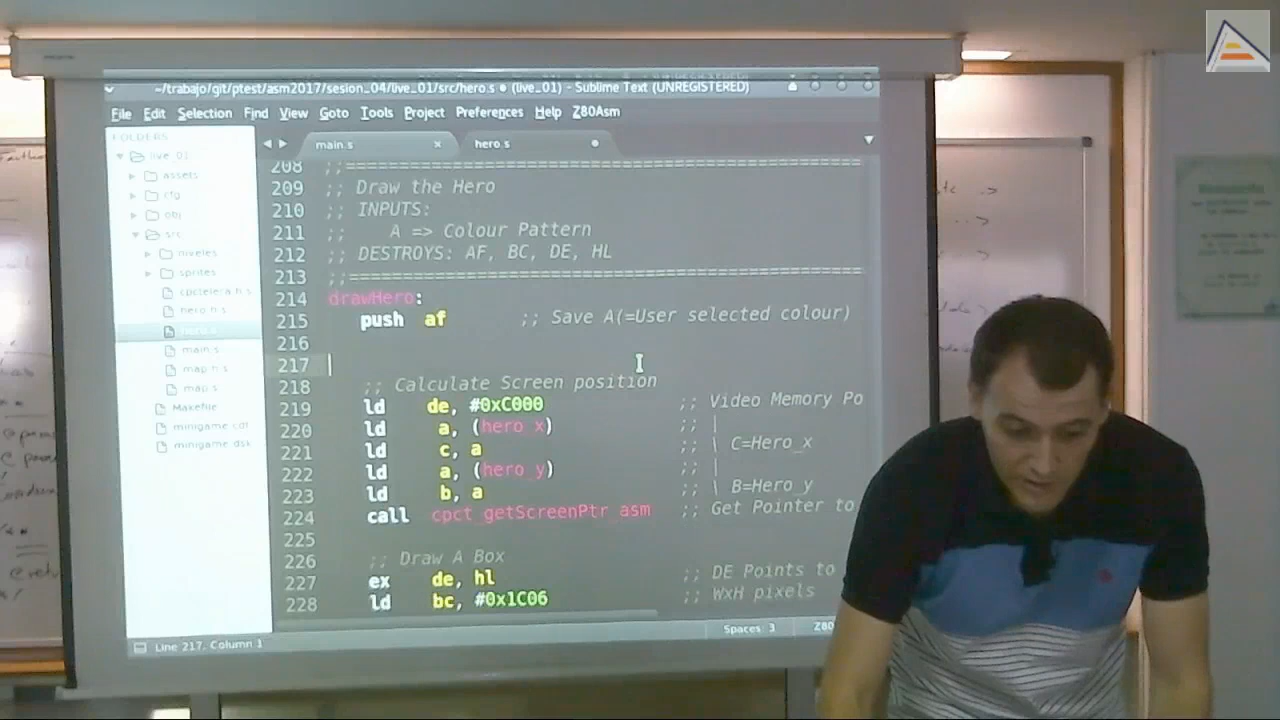 ~/trabajo/git/ptest/asm2017/sesion_04/live_01/src/hero.s • (live_01) - Sublime Text (UNREGISTERED)
File Edit Selection Find View Goto Tools Project Preferences Help Z80Asm
FOLDERS
live_01
assets
cfg
obj
src
niveles
sprites
cpctelera.h.s
hero.h.s
hero.s
main.s
map.h.s
map.s
Makefile
minigame.cdt
minigame.dsk
main.s × hero.s
208 ;;======================================================
209 ;; Draw the Hero
210 ;; INPUTS:
211 ;; A => Colour Pattern
212 ;; DESTROYS: AF, BC, DE, HL
213 ;;======================================================
214 drawHero:
215 push af ;; Save A(=User selected colour)
216
217
218 ;; Calculate Screen position
219 ld de, #0xC000 ;; Video Memory Po
220 ld a, (hero_x) ;; |
221 ld c, a ;; \ C=Hero_x
222 ld a, (hero_y) ;; |
223 ld b, a ;; \ B=Hero_y
224 call cpct_getScreenPtr_asm ;; Get Pointer to
225
226 ;; Draw A Box
227 ex de, hl ;; DE Points to
228 ld bc, #0x1C06 ;; WxH pixels
Line 217, Column 1
Spaces: 3
Z80